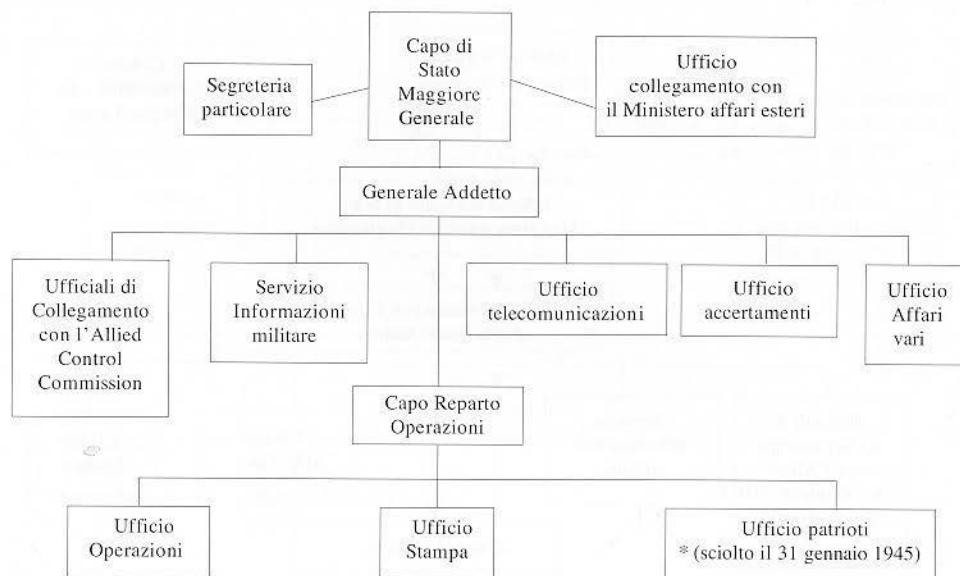 Capo di
Stato
Maggiore
Generale
Segreteria
particolare
Ufficio
collegamento con
il Ministero affari esteri
Generale Addetto
Ufficiali di
Collegamento
con l'Allied
Control
Commission
Servizio
Informazioni
militare
Ufficio
telecomunicazioni
Ufficio
accertamenti
Ufficio
Affari
vari
Capo Reparto
Operazioni
Ufficio
Operazioni
Ufficio
Stampa
Ufficio patrioti
* (sciolto il 31 gennaio 1945)